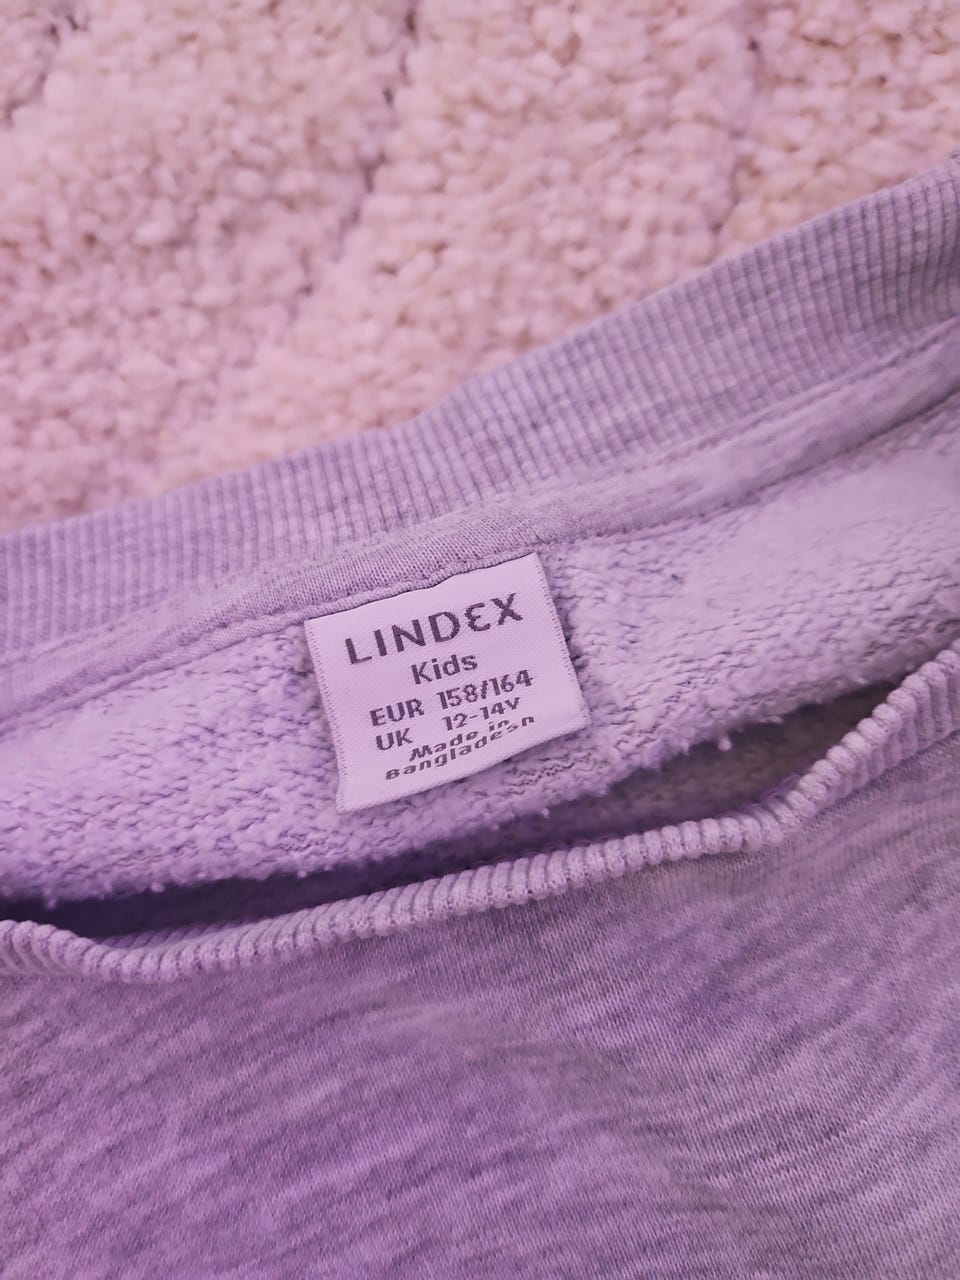 LINDEX
Kids
EUR 158/164
UK 12-14Y
Made in
Bangladesh